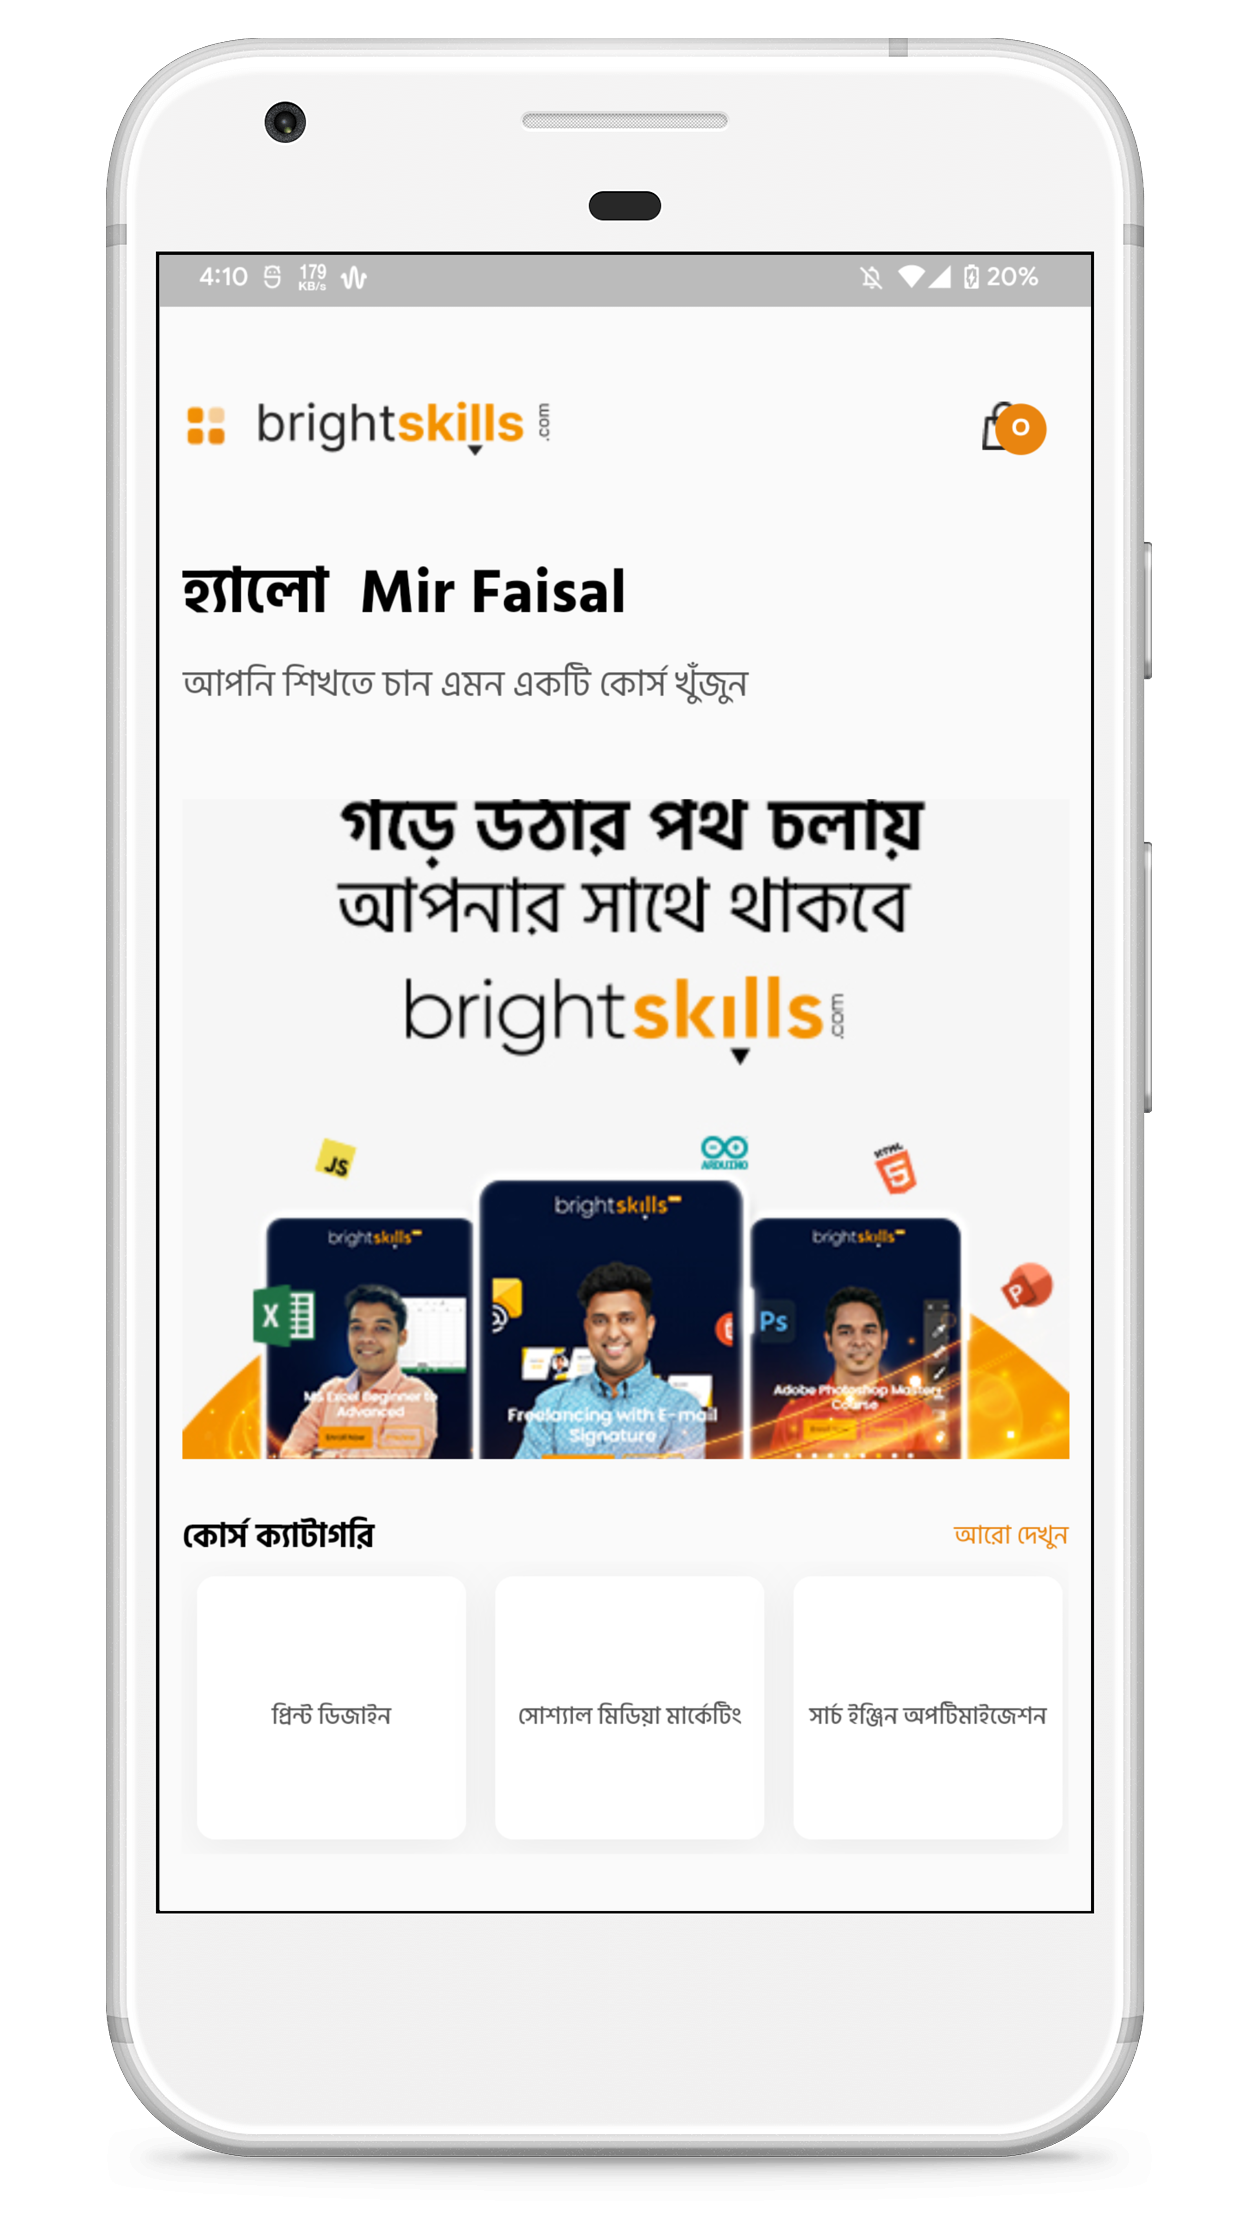 4:10 179 KB/s 20%
brightskills .com 0
হ্যালো Mir Faisal
আপনি শিখতে চান এমন একটি কোর্স খুঁজুন
গড়ে উঠার পথ চলায়
আপনার সাথে থাকবে
brightskills .com
JS ARDUINO HTML 5
brightskills brightskills brightskills
X Ps P
MS Excel Beginner to Advanced
Freelancing with E-mail Signature
Adobe Photoshop Mastery Course
Enroll Now
কোর্স ক্যাটাগরি আরো দেখুন
প্রিন্ট ডিজাইন সোশ্যাল মিডিয়া মার্কেটিং সার্চ ইঞ্জিন অপটিমাইজেশন